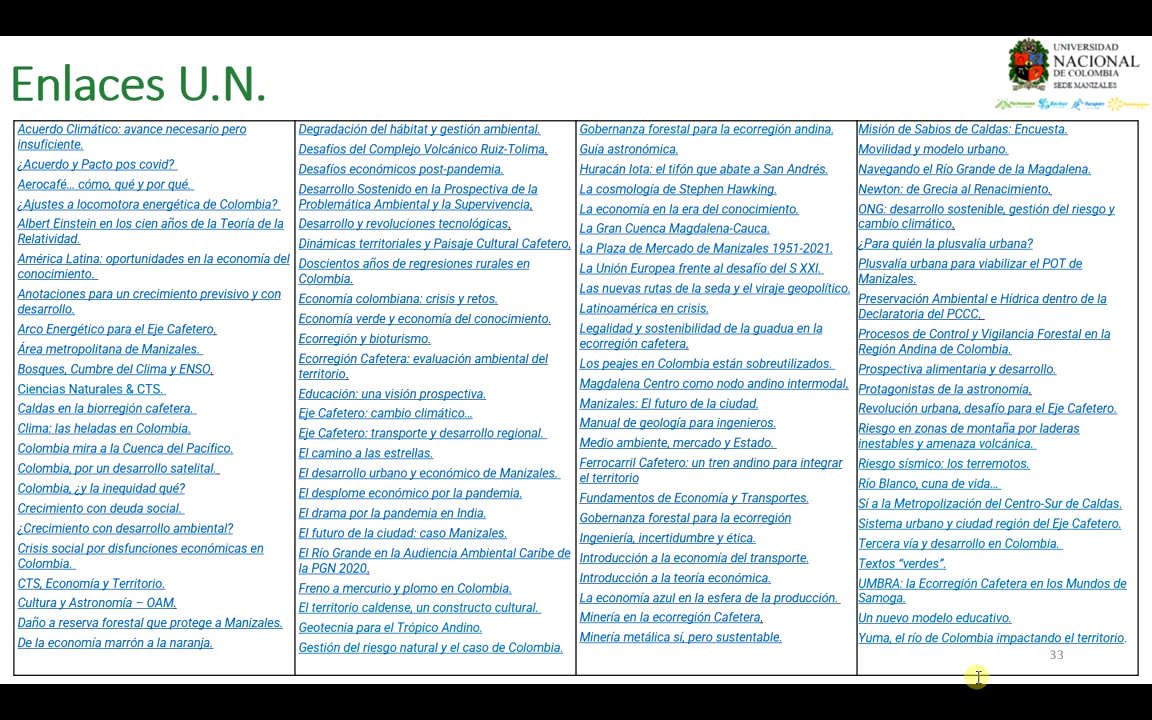 Enlaces U.N.
UNIVERSIDAD
NACIONAL
DE COLOMBIA
SEDE MANIZALES
Acuerdo Climático: avance necesario pero
insuficiente.
¿Acuerdo y Pacto pos covid?
Aerocafé… cómo, qué y por qué.
¿Ajustes a locomotora energética de Colombia?
Albert Einstein en los cien años de la Teoría de la
Relatividad.
América Latina: oportunidades en la economía del
conocimiento.
Anotaciones para un crecimiento previsivo y con
desarrollo.
Arco Energético para el Eje Cafetero.
Área metropolitana de Manizales.
Bosques, Cumbre del Clima y ENSO.
Ciencias Naturales & CTS.
Caldas en la biorregión cafetera.
Clima: las heladas en Colombia.
Colombia mira a la Cuenca del Pacífico.
Colombia, por un desarrollo satelital.
Colombia, ¿y la inequidad qué?
Crecimiento con deuda social.
¿Crecimiento con desarrollo ambiental?
Crisis social por disfunciones económicas en
Colombia.
CTS, Economía y Territorio.
Cultura y Astronomía – OAM.
Daño a reserva forestal que protege a Manizales.
De la economía marrón a la naranja.
Degradación del hábitat y gestión ambiental.
Desafíos del Complejo Volcánico Ruiz-Tolima.
Desafíos económicos post-pandemia.
Desarrollo Sostenido en la Prospectiva de la
Problemática Ambiental y la Supervivencia.
Desarrollo y revoluciones tecnológicas.
Dinámicas territoriales y Paisaje Cultural Cafetero.
Doscientos años de regresiones rurales en
Colombia.
Economía colombiana: crisis y retos.
Economía verde y economía del conocimiento.
Ecorregión y bioturismo.
Ecorregión Cafetera: evaluación ambiental del
territorio.
Educación: una visión prospectiva.
Eje Cafetero: cambio climático…
Eje Cafetero: transporte y desarrollo regional.
El camino a las estrellas.
El desarrollo urbano y económico de Manizales.
El desplome económico por la pandemia.
El drama por la pandemia en India.
El futuro de la ciudad: caso Manizales.
El Río Grande en la Audiencia Ambiental Caribe de
la PGN 2020.
Freno a mercurio y plomo en Colombia.
El territorio caldense, un constructo cultural.
Geotecnia para el Trópico Andino.
Gestión del riesgo natural y el caso de Colombia.
Gobernanza forestal para la ecorregión andina.
Guía astronómica.
Huracán Iota: el tifón que abate a San Andrés.
La cosmología de Stephen Hawking.
La economía en la era del conocimiento.
La Gran Cuenca Magdalena-Cauca.
La Plaza de Mercado de Manizales 1951-2021.
La Unión Europea frente al desafío del S XXI.
Las nuevas rutas de la seda y el viraje geopolítico.
Latinoamérica en crisis.
Legalidad y sostenibilidad de la guadua en la
ecorregión cafetera.
Los peajes en Colombia están sobreutilizados.
Magdalena Centro como nodo andino intermodal.
Manizales: El futuro de la ciudad.
Manual de geología para ingenieros.
Medio ambiente, mercado y Estado.
Ferrocarril Cafetero: un tren andino para integrar
el territorio
Fundamentos de Economía y Transportes.
Gobernanza forestal para la ecorregión
Ingeniería, incertidumbre y ética.
Introducción a la economía del transporte.
Introducción a la teoría económica.
La economía azul en la esfera de la producción.
Minería en la ecorregión Cafetera.
Minería metálica sí, pero sustentable.
Misión de Sabios de Caldas: Encuesta.
Movilidad y modelo urbano.
Navegando el Río Grande de la Magdalena.
Newton: de Grecia al Renacimiento.
ONG: desarrollo sostenible, gestión del riesgo y
cambio climático.
¿Para quién la plusvalía urbana?
Plusvalía urbana para viabilizar el POT de
Manizales.
Preservación Ambiental e Hídrica dentro de la
Declaratoria del PCCC.
Procesos de Control y Vigilancia Forestal en la
Región Andina de Colombia.
Prospectiva alimentaria y desarrollo.
Protagonistas de la astronomía.
Revolución urbana, desafío para el Eje Cafetero.
Riesgo en zonas de montaña por laderas
inestables y amenaza volcánica.
Riesgo sísmico: los terremotos.
Río Blanco, cuna de vida…
Sí a la Metropolización del Centro-Sur de Caldas.
Sistema urbano y ciudad región del Eje Cafetero.
Tercera vía y desarrollo en Colombia.
Textos “verdes”.
UMBRA: la Ecorregión Cafetera en los Mundos de
Samoga.
Un nuevo modelo educativo.
Yuma, el río de Colombia impactando el territorio.
33